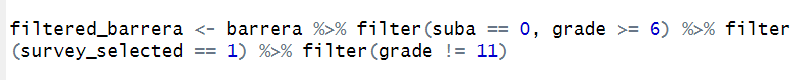 filtered_barrera <- barrera %>% filter(suba == 0, grade >= 6) %>% filter
(survey_selected == 1) %>% filter(grade != 11)